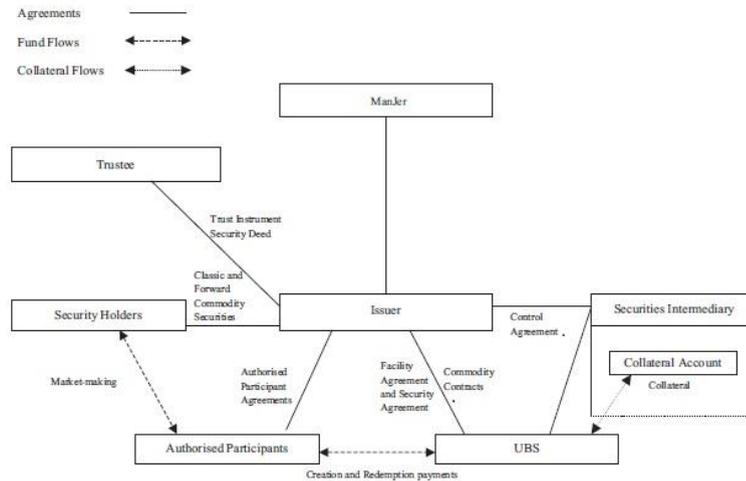 Agreements
Fund Flows
Collateral Flows
ManJer
Trustee
Trust Instrument
Security Deed
Classic and
Forward
Commodity
Securities
Security Holders
Issuer
Securities Intermediary
Control
Agreement
Collateral Account
Collateral
Market-making
Authorised
Participant
Agreements
Facility
Agreement
and Security
Agreement
Commodity
Contracts
Authorised Participants
UBS
Creation and Redemption payments